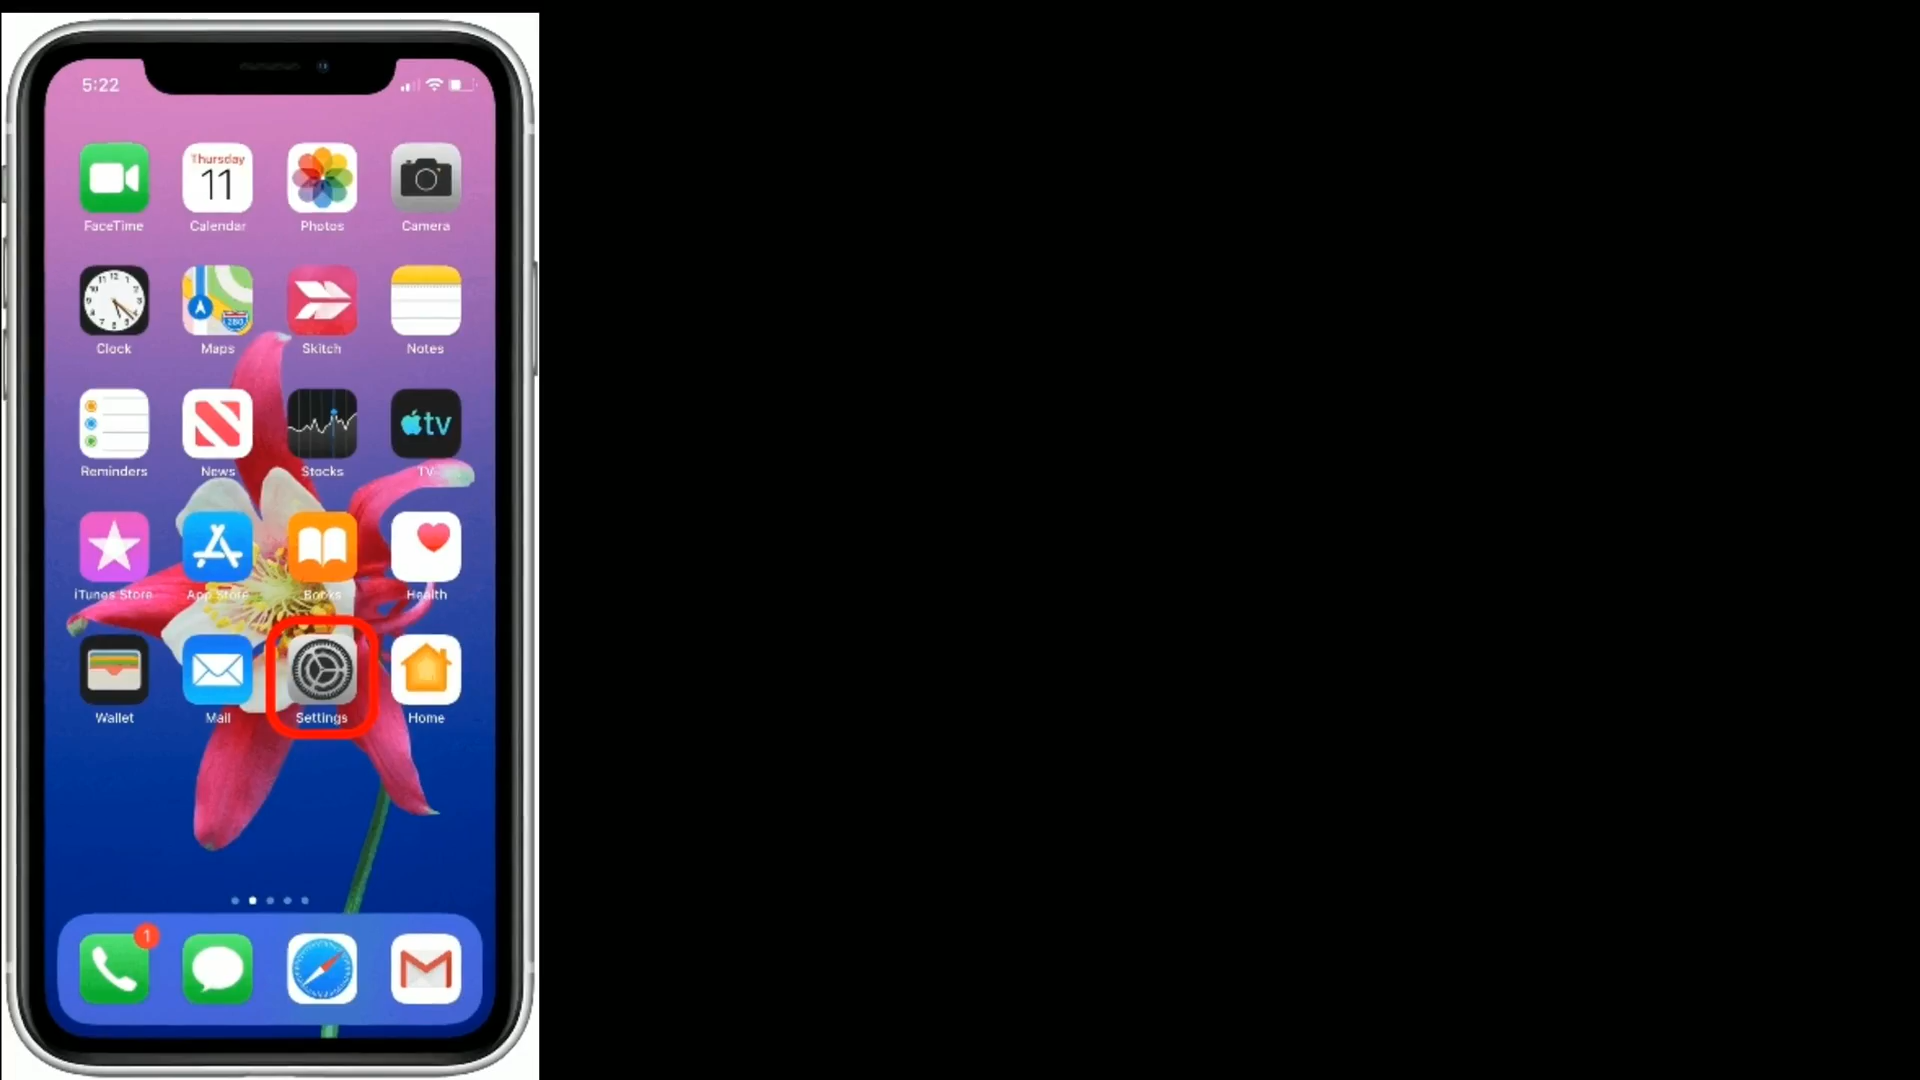 5:22
Thursday
11
FaceTime Calendar Photos Camera
280
Clock Maps Skitch Notes
tv
Reminders News Stocks TV
iTunes Store App Store Books Health
Wallet Mail Settings Home
1